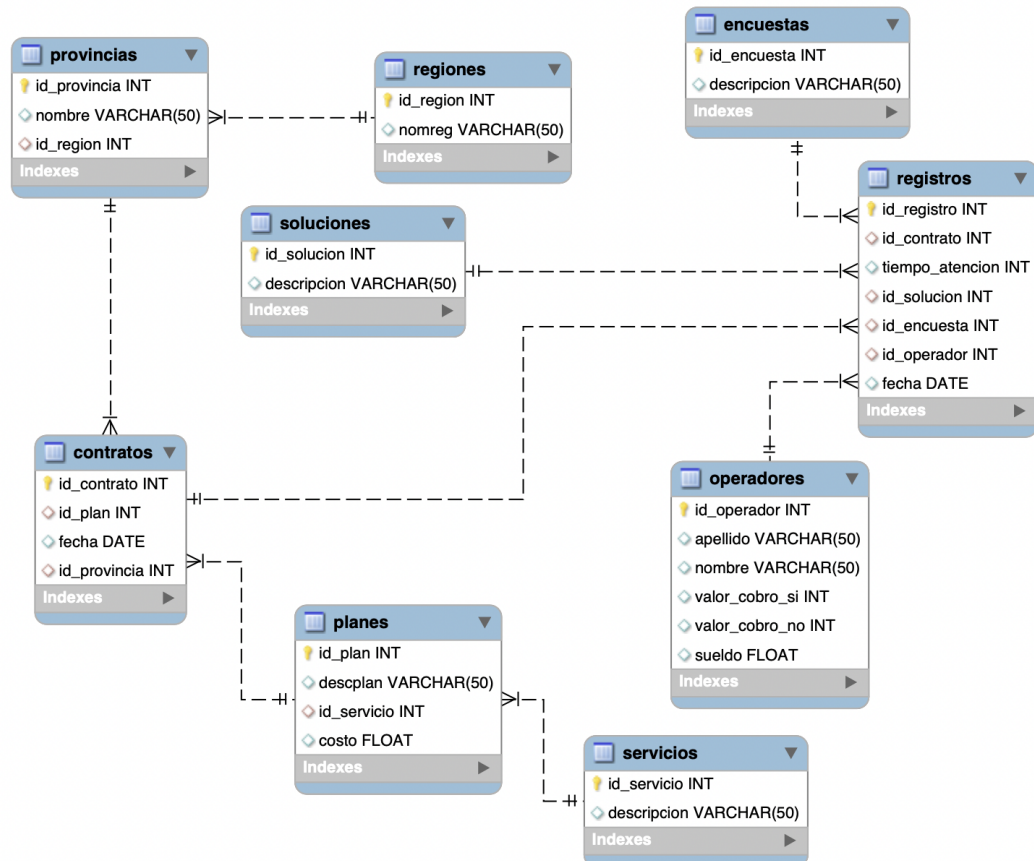 provincias
id_provincia INT
nombre VARCHAR(50)
id_region INT
Indexes
regiones
id_region INT
nomreg VARCHAR(50)
Indexes
encuestas
id_encuesta INT
descripcion VARCHAR(50)
Indexes
soluciones
id_solucion INT
descripcion VARCHAR(50)
Indexes
registros
id_registro INT
id_contrato INT
tiempo_atencion INT
id_solucion INT
id_encuesta INT
id_operador INT
fecha DATE
Indexes
contratos
id_contrato INT
id_plan INT
fecha DATE
id_provincia INT
Indexes
operadores
id_operador INT
apellido VARCHAR(50)
nombre VARCHAR(50)
valor_cobro_si INT
valor_cobro_no INT
sueldo FLOAT
Indexes
planes
id_plan INT
descplan VARCHAR(50)
id_servicio INT
costo FLOAT
Indexes
servicios
id_servicio INT
descripcion VARCHAR(50)
Indexes